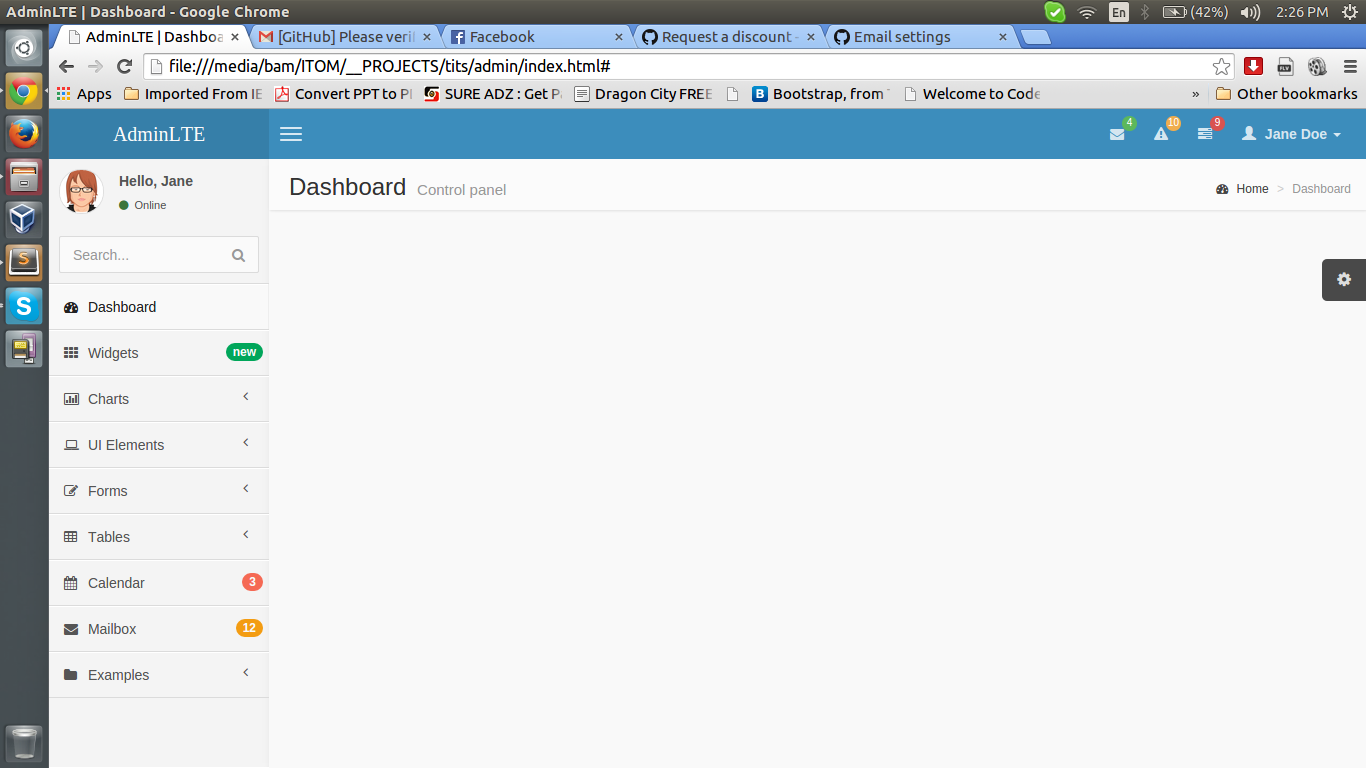 AdminLTE | Dashboard - Google Chrome
En (42%) 2:26 PM
AdminLTE | Dashboa × [GitHub] Please veri × Facebook × Request a discount - × Email settings ×
file:///media/bam/ITOM/__PROJECTS/tits/admin/index.html#
Apps Imported From IE Convert PPT to P SURE ADZ : Get P Dragon City FREE Bootstrap, from Welcome to Code » Other bookmarks
AdminLTE 4 10 9 Jane Doe
Hello, Jane
Online
Dashboard Control panel
Home > Dashboard
Search...
Dashboard
Widgets new
Charts
UI Elements
Forms
Tables
Calendar 3
Mailbox 12
Examples